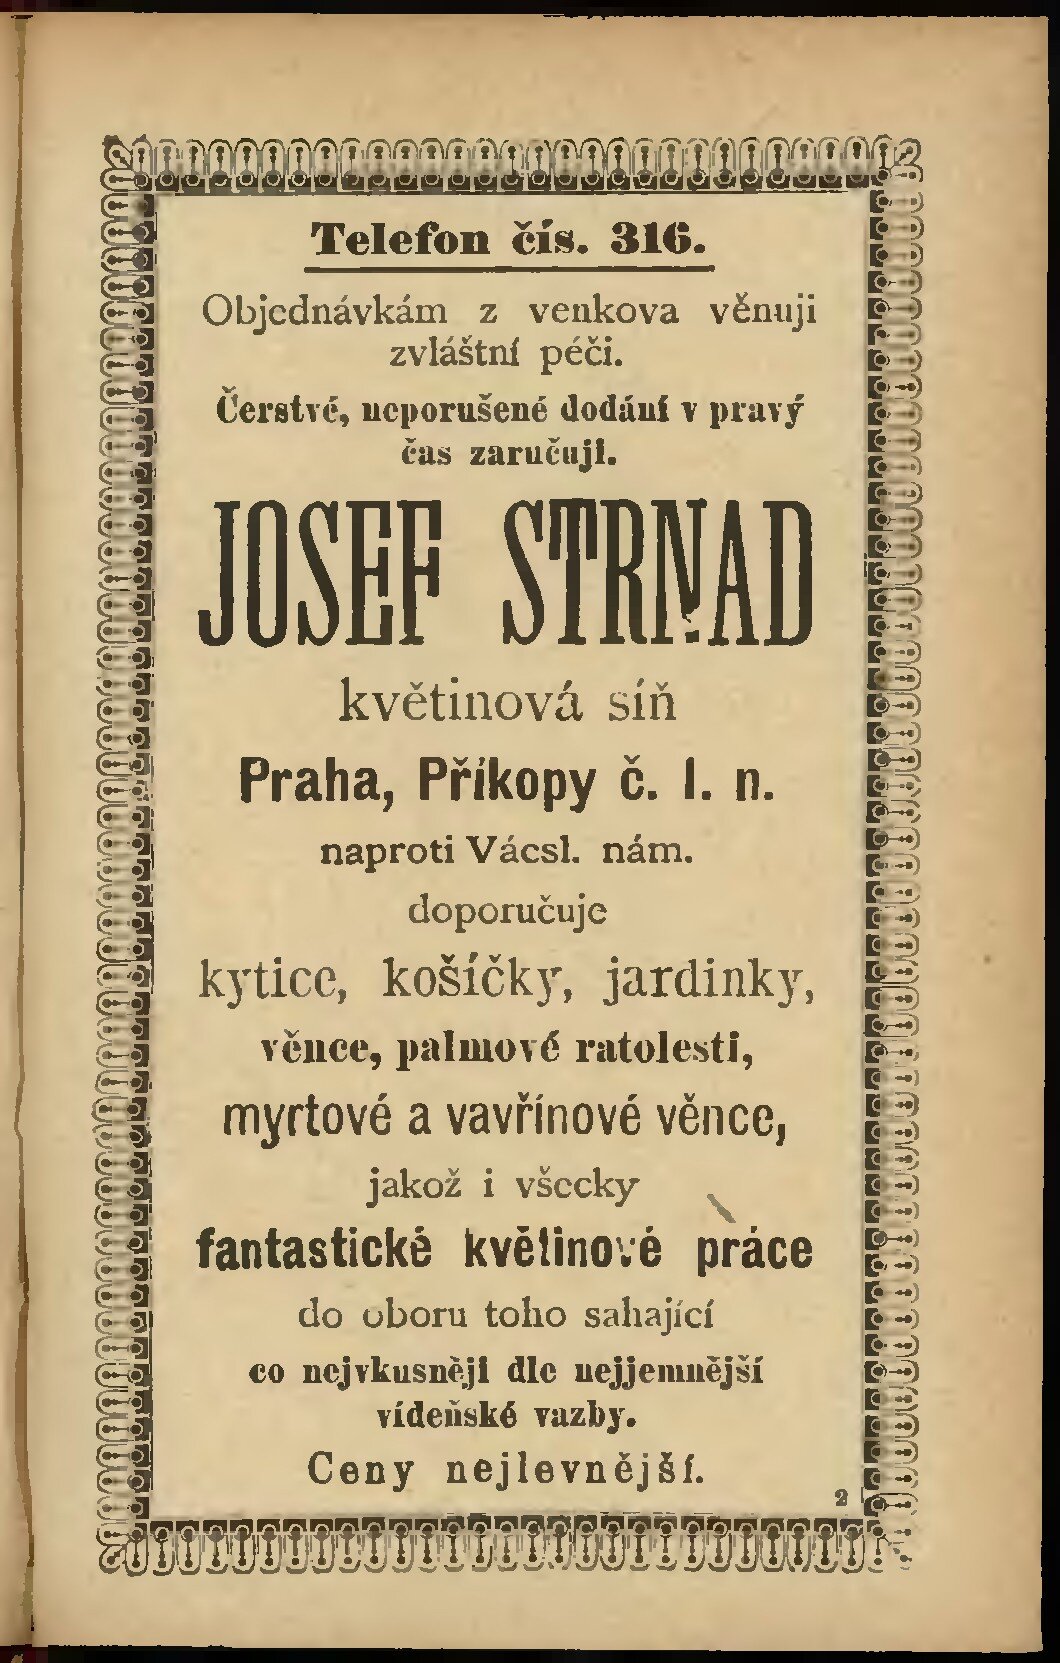 Telefon čís. 316.
Objednávkám z venkova věnuji
zvláštní péči.
Čerstvé, neporušené dodání v pravý
čas zaručuji.
JOSEF STRNAD
květinová síň
Praha, Příkopy č. 1. n.
naproti Václ. nám.
doporučuje
kytice, košíčky, jardinky,
věnce, palmové ratolesti,
myrtové a vavřínové věnce,
jakož i všecky
fantastické květinové práce
do oboru toho sahající
co nejvkusněji dle nejjemnější
vídeňské vazby.
Ceny nejlevnější.
2